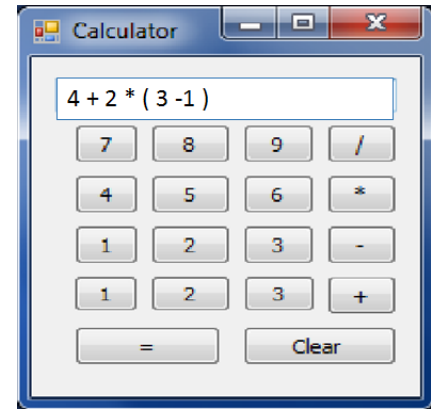 Calculator
4 + 2 * ( 3 -1 )
7 8 9 /
4 5 6 *
1 2 3 -
1 2 3 +
= Clear